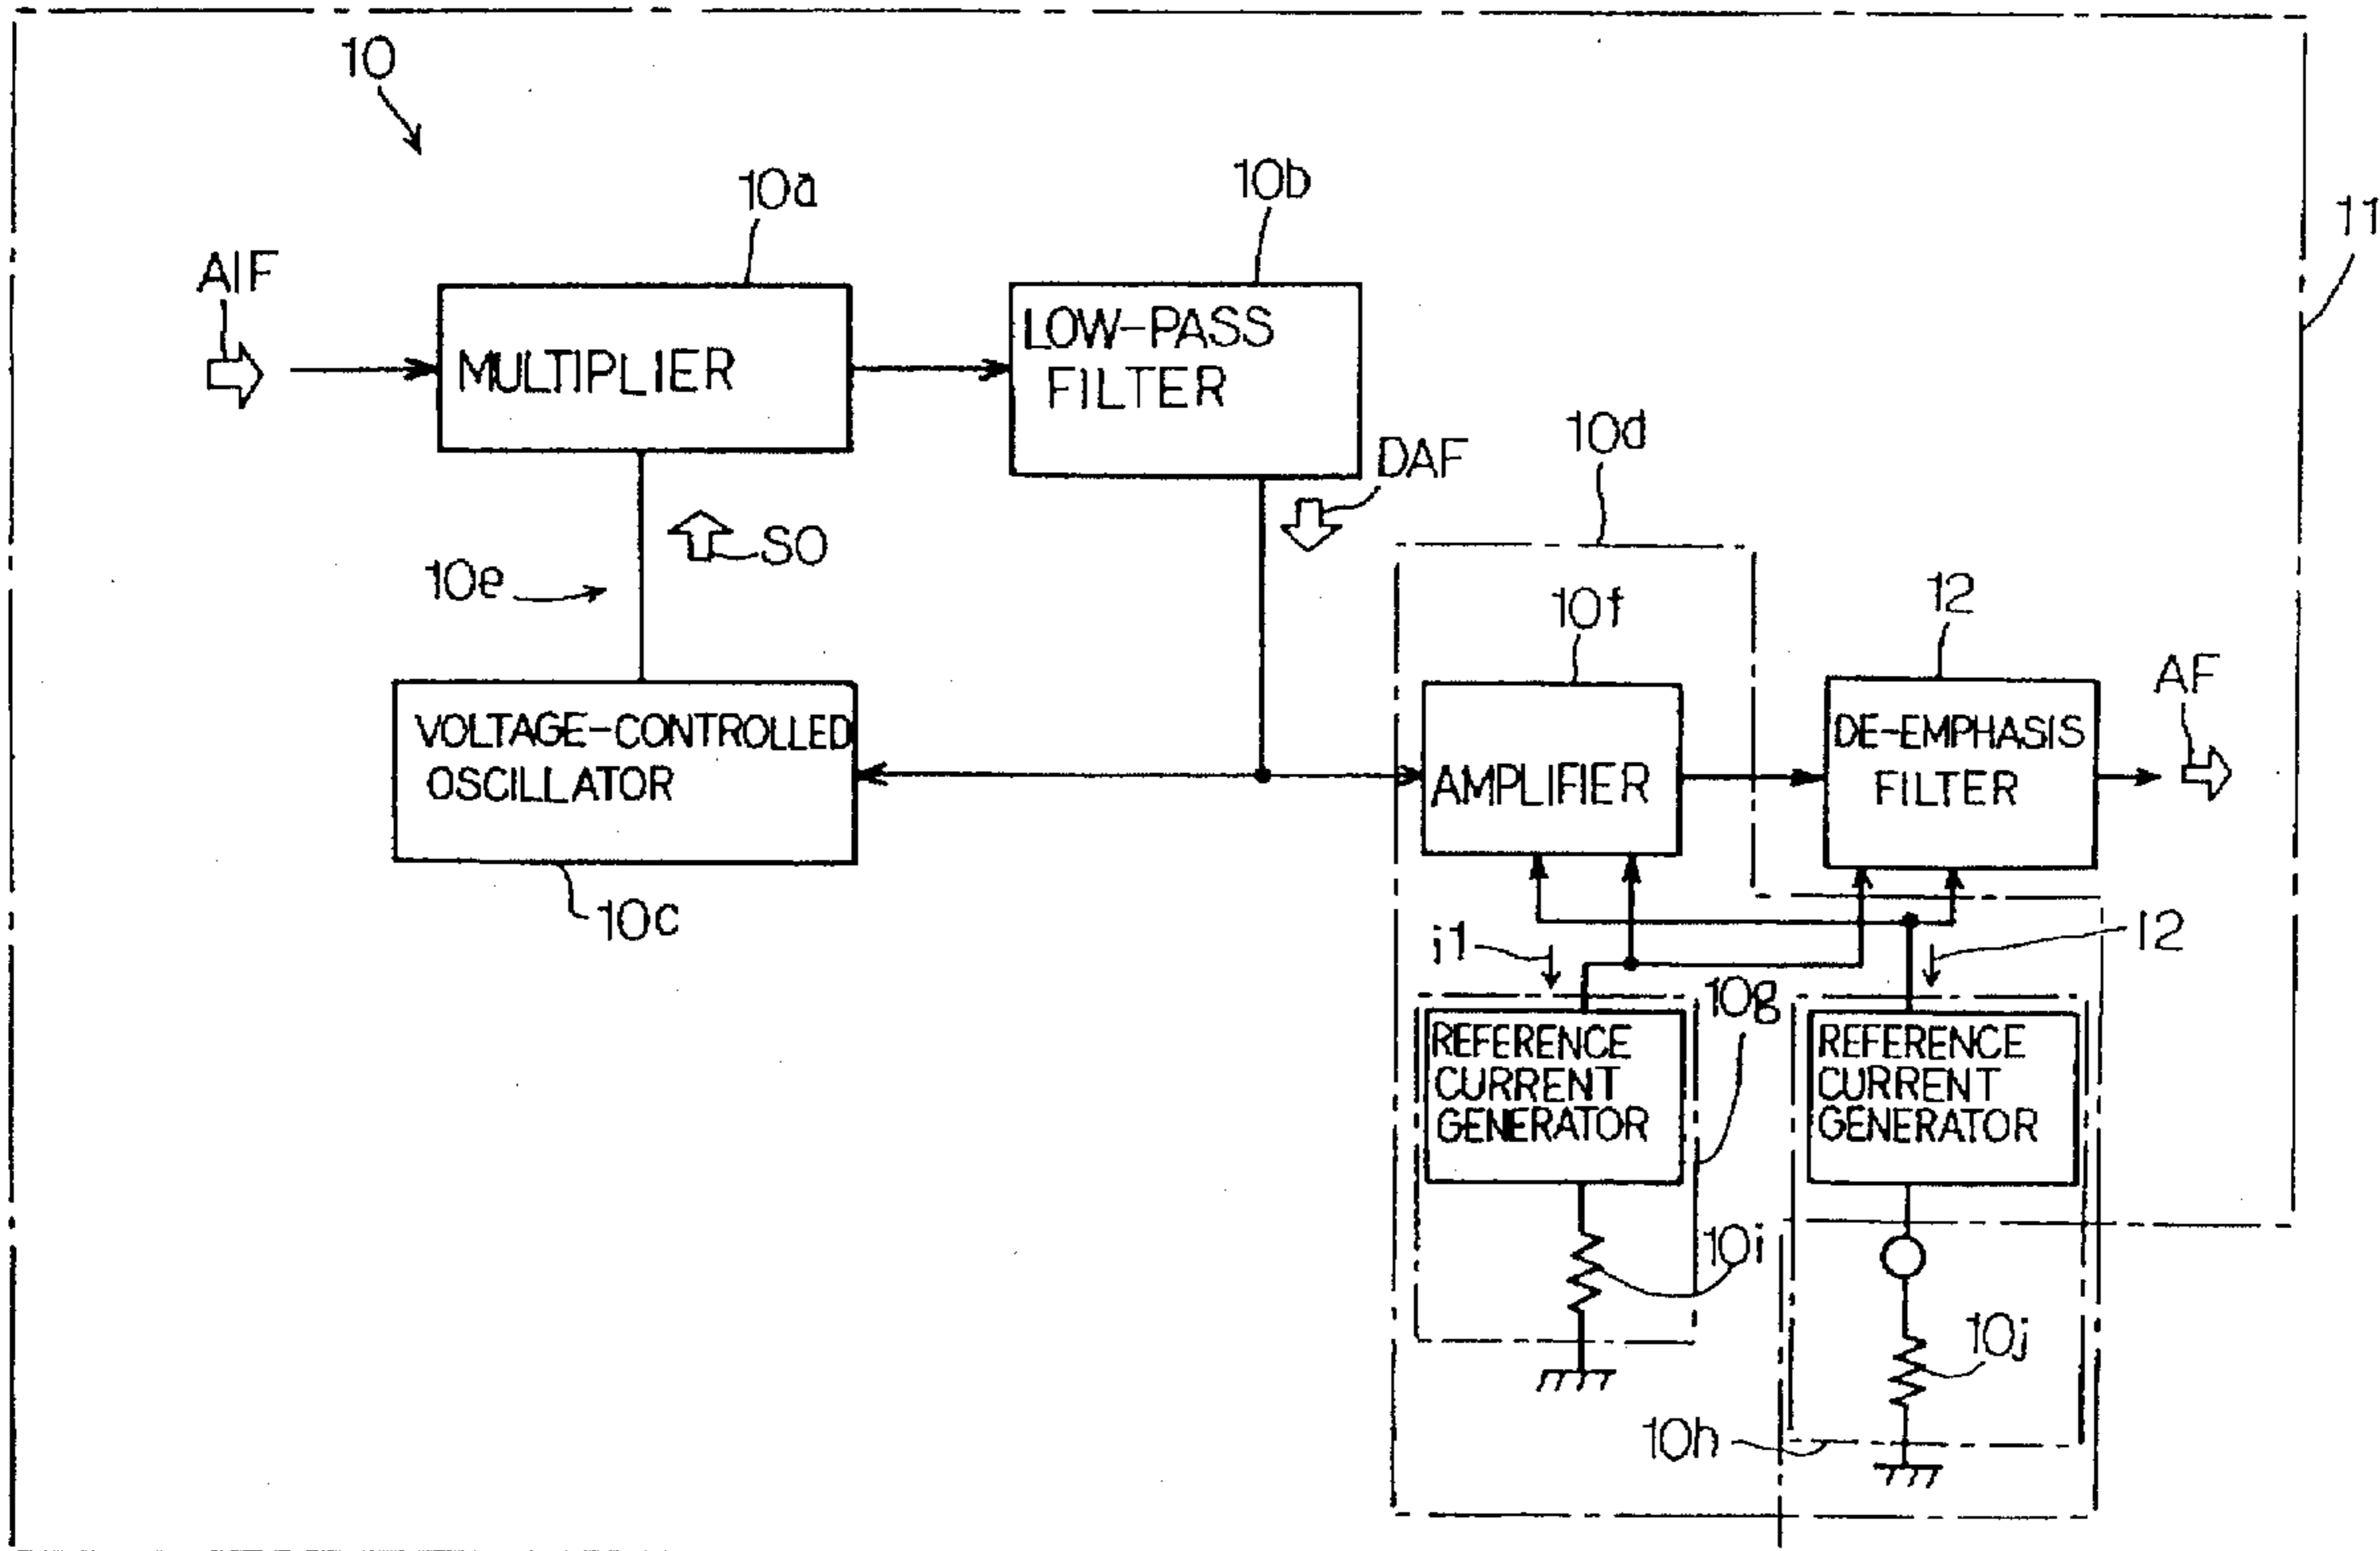 10
10a
10b
11
AIF
MULTIPLIER
LOW-PASS
FILTER
10d
DAF
SO
10e
10f
12
AF
VOLTAGE-CONTROLLED
OSCILLATOR
AMPLIFIER
DE-EMPHASIS
FILTER
10c
i1
12
10g
REFERENCE
CURRENT
GENERATOR
REFERENCE
CURRENT
GENERATOR
10i
10j
10h